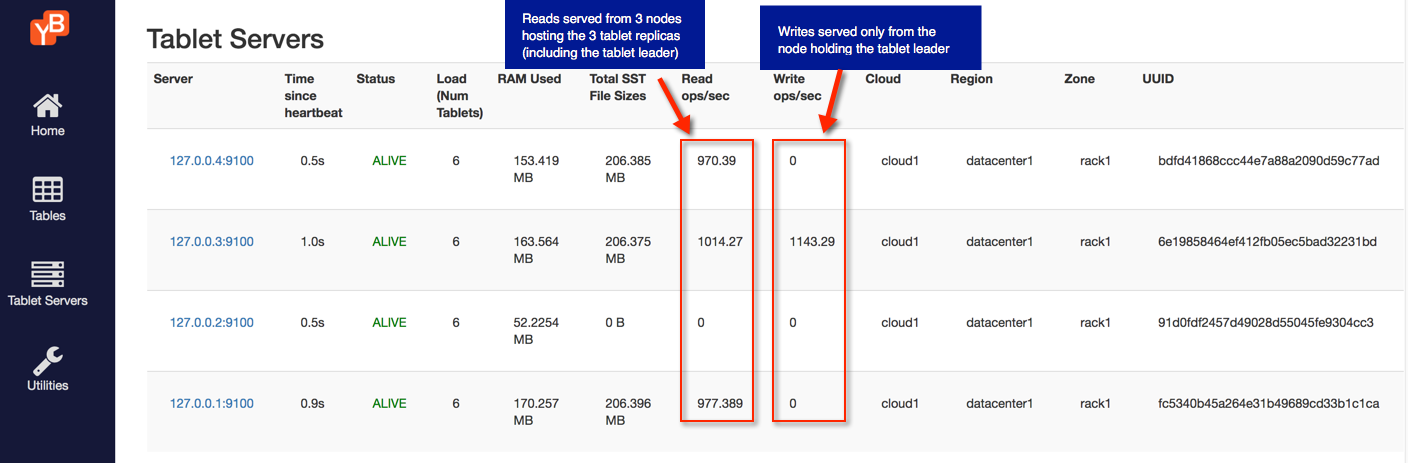 YB
Home
Tables
Tablet Servers
Utilities
Tablet Servers
Reads served from 3 nodes
hosting the 3 tablet replicas
(including the tablet leader)
Writes served only from the
node holding the tablet leader
Server Time since heartbeat Status Load (Num Tablets) RAM Used Total SST File Sizes Read ops/sec Write ops/sec Cloud Region Zone UUID
127.0.0.4:9100 0.5s ALIVE 6 153.419 MB 206.385 MB 970.39 0 cloud1 datacenter1 rack1 bdfd41868ccc44e7a88a2090d59c77ad
127.0.0.3:9100 1.0s ALIVE 6 163.564 MB 206.375 MB 1014.27 1143.29 cloud1 datacenter1 rack1 6e19858464ef412fb05ec5bad32231bd
127.0.0.2:9100 0.5s ALIVE 6 52.2254 MB 0 B 0 0 cloud1 datacenter1 rack1 91d0fdf2457d49028d55045fe9304cc3
127.0.0.1:9100 0.9s ALIVE 6 170.257 MB 206.396 MB 977.389 0 cloud1 datacenter1 rack1 fc5340b45a264e31b49689cd33b1c1ca